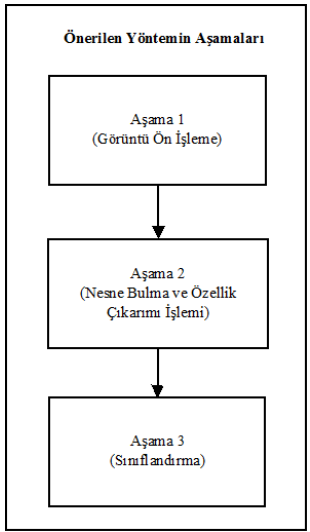 Önerilen Yöntemin Aşamaları
Aşama 1
(Görüntü Ön İşleme)
Aşama 2
(Nesne Bulma ve Özellik
Çıkarımı İşlemi)
Aşama 3
(Sınıflandırma)